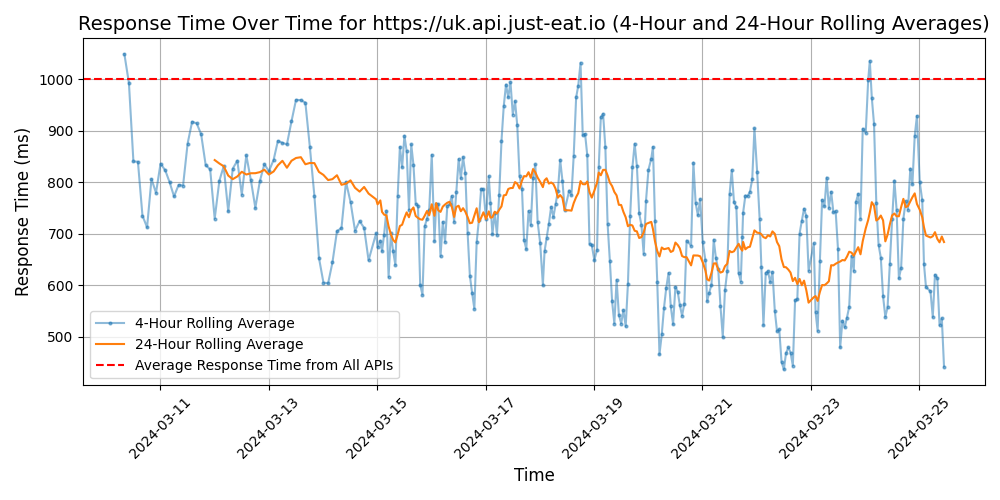 Response Time Over Time for https://uk.api.just-eat.io (4-Hour and 24-Hour Rolling Averages)
Response Time (ms)
1000
900
800
700
600
500
4-Hour Rolling Average
24-Hour Rolling Average
Average Response Time from All APIs
2024-03-11
2024-03-13
2024-03-15
2024-03-17
2024-03-19
2024-03-21
2024-03-23
2024-03-25
Time